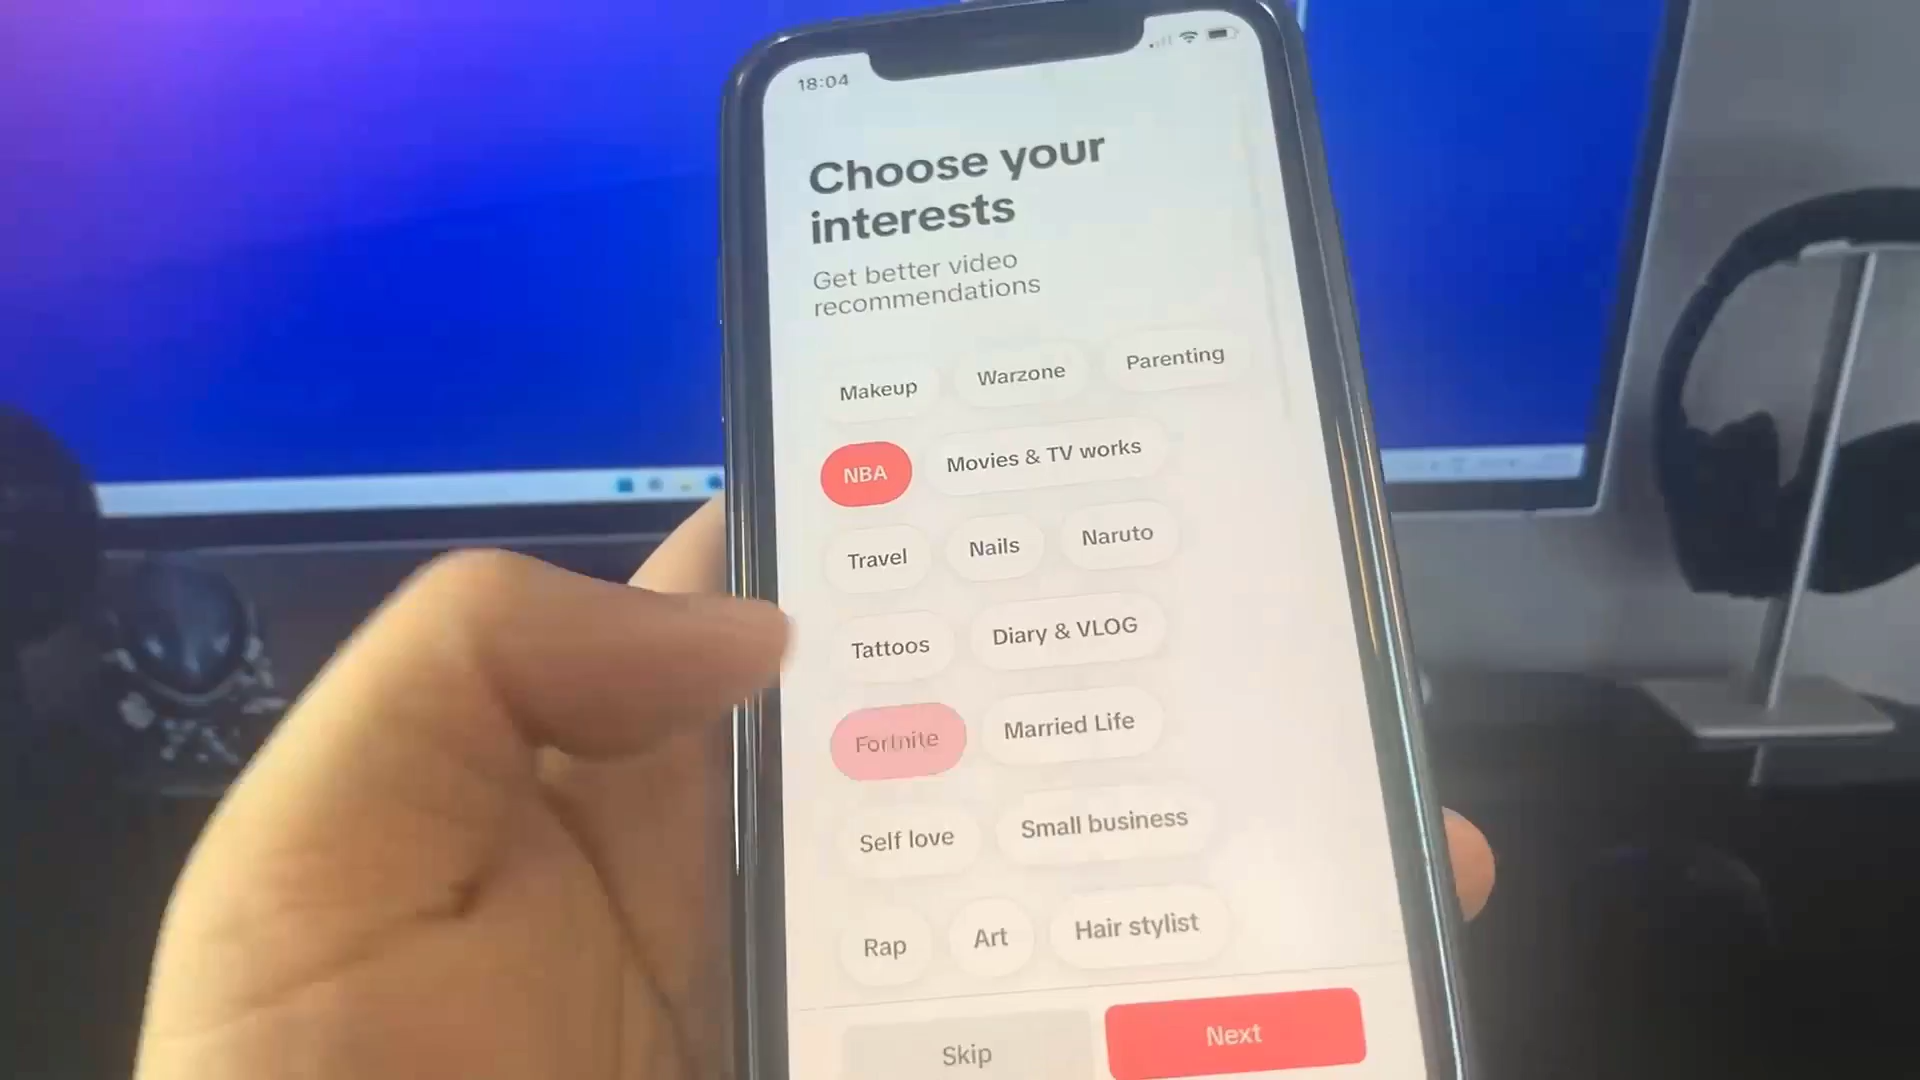 18:04
Choose your
interests
Get better video
recommendations
Makeup Warzone Parenting
NBA Movies & TV works
Travel Nails Naruto
Tattoos Diary & VLOG
Fortnite Married Life
Self love Small business
Rap Art Hair stylist
Skip Next